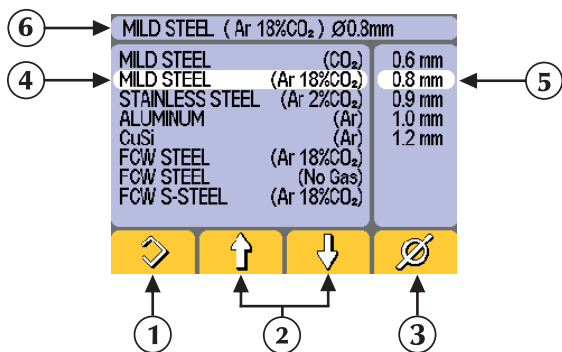 6
MILD STEEL ( Ar 18%CO₂ ) Ø0.8mm
MILD STEEL (CO₂) 0.6 mm
4 MILD STEEL (Ar 18%CO₂) 0.8 mm 5
STAINLESS STEEL (Ar 2%CO₂) 0.9 mm
ALUMINUM (Ar) 1.0 mm
CuSi (Ar) 1.2 mm
FCW STEEL (Ar 18%CO₂)
FCW STEEL (No Gas)
FCW S-STEEL (Ar 18%CO₂)
Ø
1 2 3